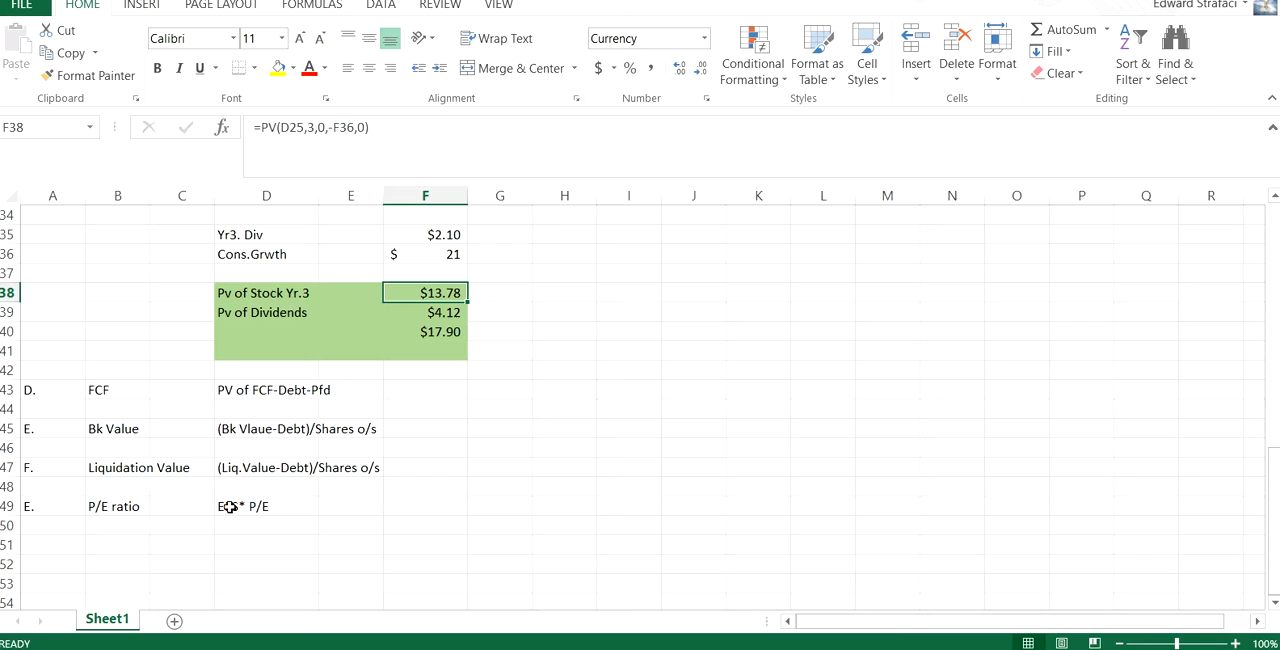 FILE HOME INSERT PAGE LAYOUT FORMULAS DATA REVIEW VIEW Edward Strafaci
Paste Cut Copy Format Painter
Calibri 11
B I U A
Wrap Text
Merge & Center
Currency
$ % ,
Conditional Formatting
Format as Table
Cell Styles
Insert Delete Format
AutoSum Fill Clear
Sort & Filter
Find & Select
Clipboard Font Alignment Number Styles Cells Editing
F38 fx =PV(D25,3,0,-F36,0)
A B C D E F G H I J K L M N O P Q R
34
35 Yr3. Div $2.10
36 Cons.Grwth $ 21
37
38 Pv of Stock Yr.3 $13.78
39 Pv of Dividends $4.12
40 $17.90
41
42
43 D. FCF PV of FCF-Debt-Pfd
44
45 E. Bk Value (Bk Vlaue-Debt)/Shares o/s
46
47 F. Liquidation Value (Liq.Value-Debt)/Shares o/s
48
49 E. P/E ratio * P/E
50
51
52
53
54
Sheet1
READY 100%